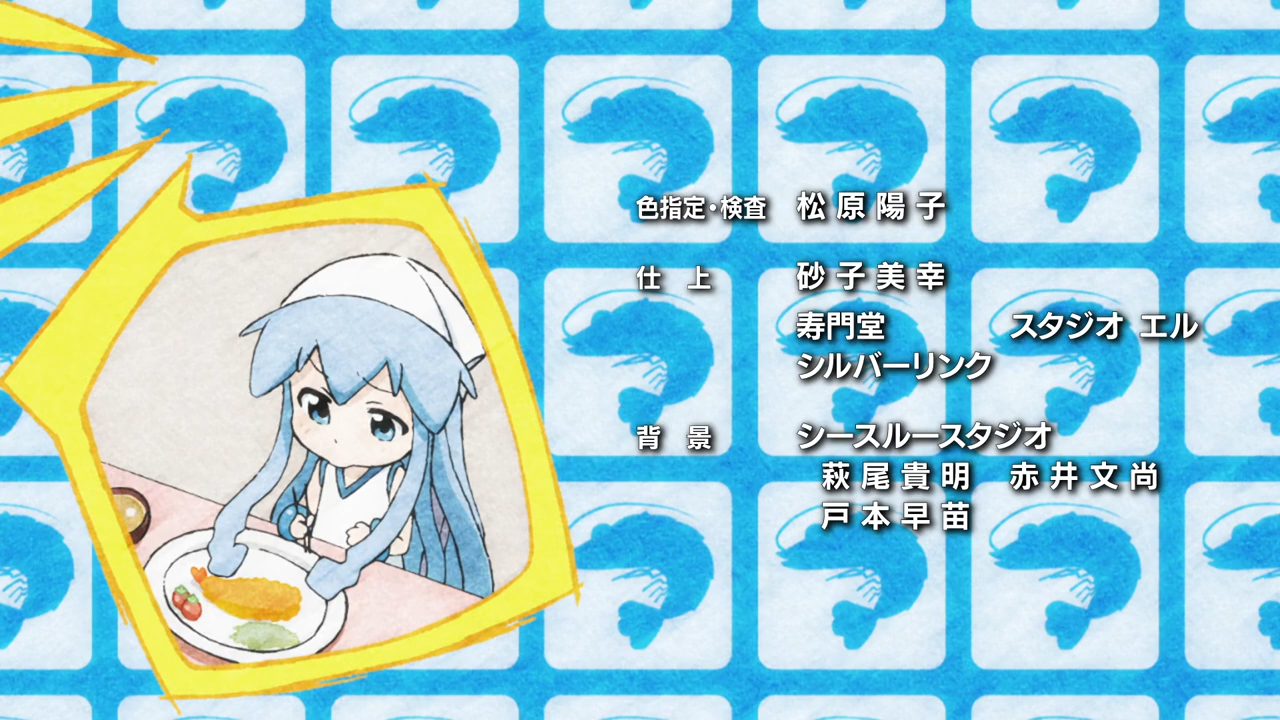 色指定・検査 松原陽子
仕上 砂子美幸
寿門堂 スタジオ エル
シルバーリンク
背景 シースルースタジオ
萩尾貴明 赤井文尚
戸本早苗